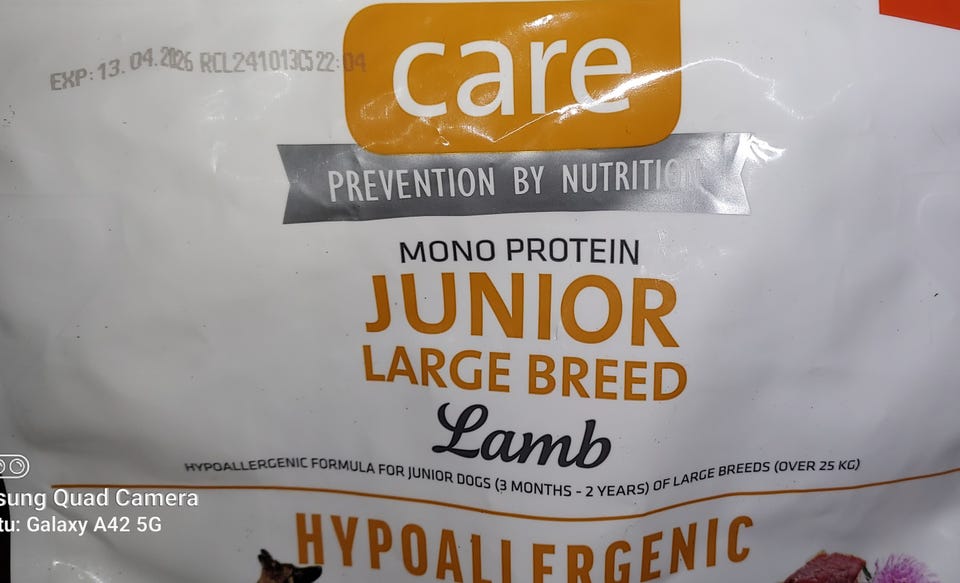 care
EXP: 13.04.2026 RCL241013C5 22:04
PREVENTION BY NUTRITION
MONO PROTEIN
JUNIOR
LARGE BREED
Lamb
HYPOALLERGENIC FORMULA FOR JUNIOR DOGS (3 MONTHS - 2 YEARS) OF LARGE BREEDS (OVER 25 KG)
HYPOALLERGENIC
sung Quad Camera
tu: Galaxy A42 5G